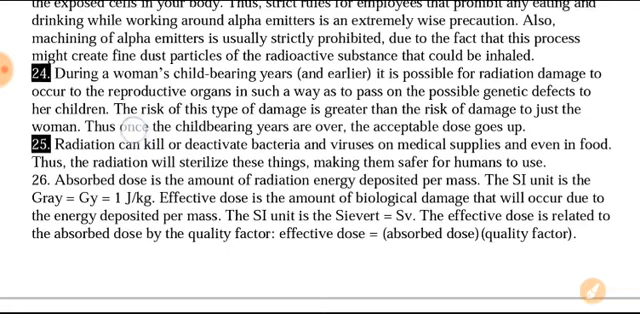 the exposed cells in your body. Thus, strict rules for employees that prohibit any eating and
drinking while working around alpha emitters is an extremely wise precaution. Also,
machining of alpha emitters is usually strictly prohibited, due to the fact that this process
might create fine dust particles of the radioactive substance that could be inhaled.
24. During a woman’s child-bearing years (and earlier) it is possible for radiation damage to
occur to the reproductive organs in such a way as to pass on the possible genetic defects to
her children. The risk of this type of damage is greater than the risk of damage to just the
woman. Thus once the childbearing years are over, the acceptable dose goes up.
25. Radiation can kill or deactivate bacteria and viruses on medical supplies and even in food.
Thus, the radiation will sterilize these things, making them safer for humans to use.
26. Absorbed dose is the amount of radiation energy deposited per mass. The SI unit is the
Gray = Gy = 1 J/kg. Effective dose is the amount of biological damage that will occur due to
the energy deposited per mass. The SI unit is the Sievert = Sv. The effective dose is related to
the absorbed dose by the quality factor: effective dose = (absorbed dose)(quality factor).